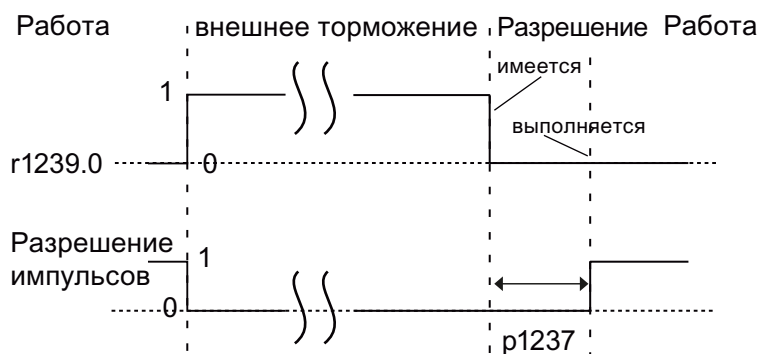 Работа внешнее торможение Разрешение Работа
имеется
1
выполняется
r1239.0 0
Разрешение
импульсов
1
0
p1237